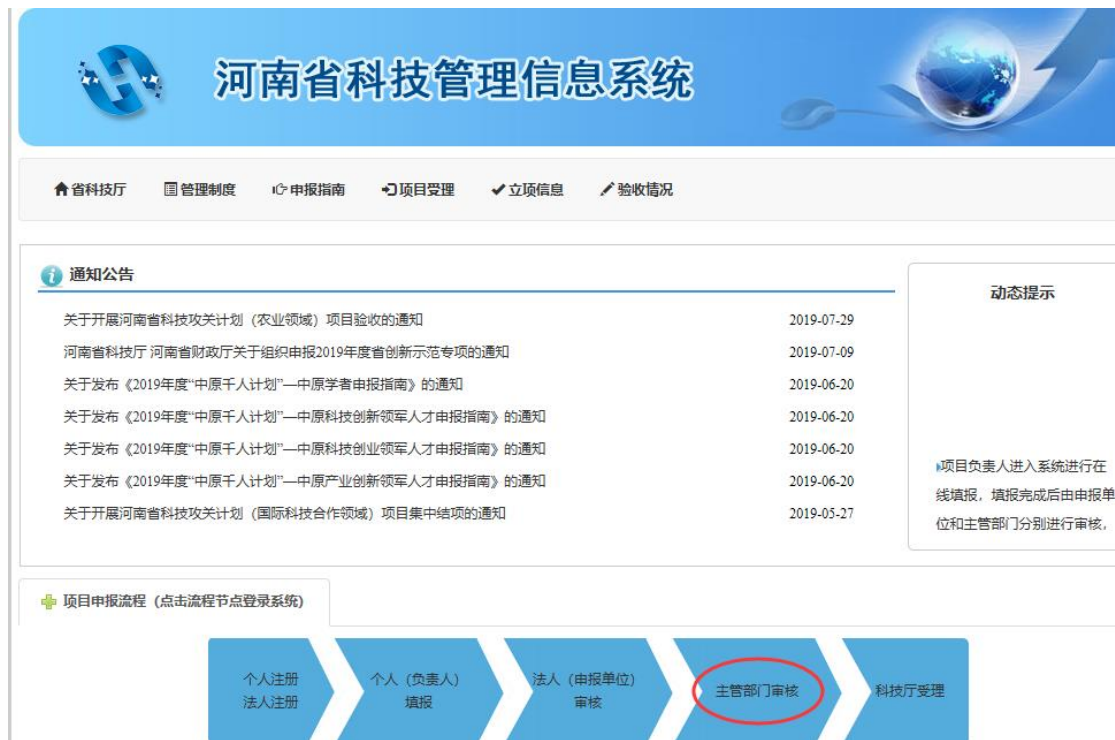 河南省科技管理信息系统
省科技厅 管理制度 申报指南 项目受理 立项信息 验收情况
通知公告
关于开展河南省科技攻关计划（农业领域）项目验收的通知 2019-07-29
河南省科技厅 河南省财政厅关于组织申报2019年度省创新示范专项的通知 2019-07-09
关于发布《2019年度“中原千人计划”—中原学者申报指南》的通知 2019-06-20
关于发布《2019年度“中原千人计划”—中原科技创新领军人才申报指南》的通知 2019-06-20
关于发布《2019年度“中原千人计划”—中原科技创业领军人才申报指南》的通知 2019-06-20
关于发布《2019年度“中原千人计划”—中原产业创新领军人才申报指南》的通知 2019-06-20
关于开展河南省科技攻关计划（国际科技合作领域）项目集中结项的通知 2019-05-27
动态提示
项目负责人进入系统进行在
线填报，填报完成后由申报单
位和主管部门分别进行审核，
项目申报流程（点击流程节点登录系统）
个人注册
法人注册
个人（负责人）
填报
法人（申报单位）
审核
主管部门审核
科技厅受理